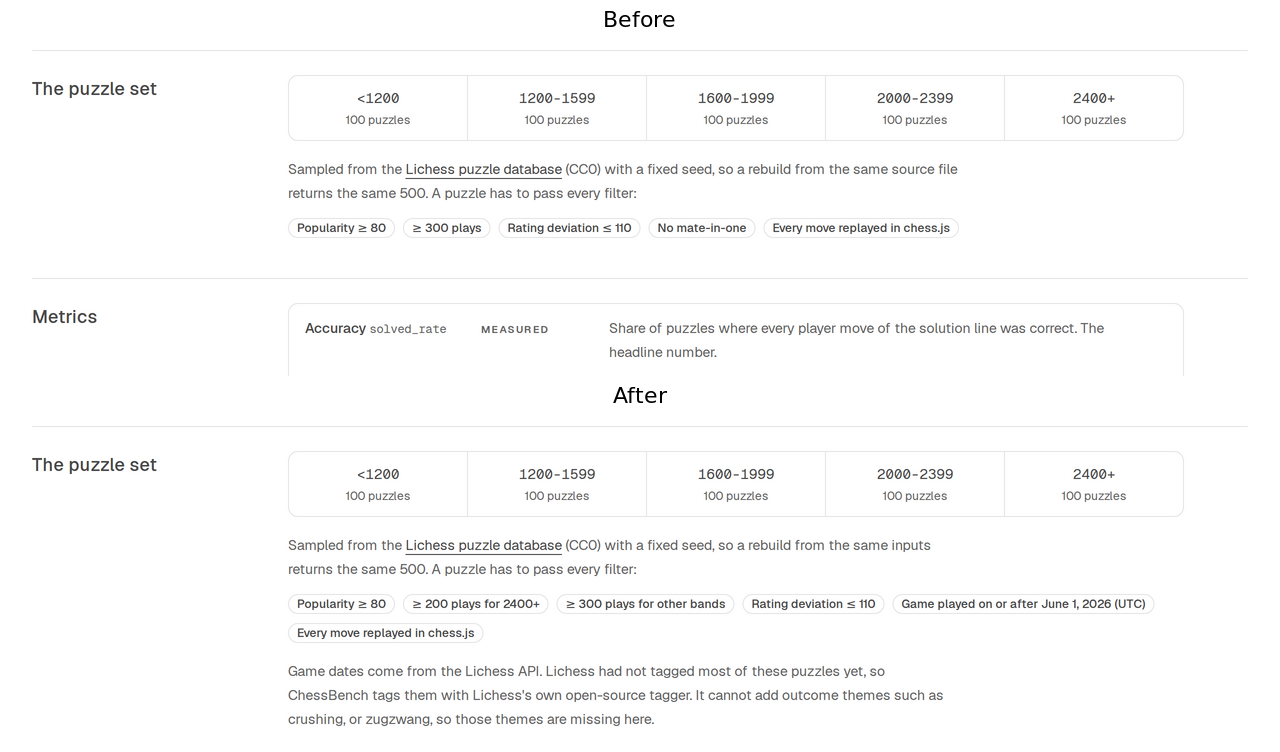 Before
The puzzle set
<1200
1200-1599
1600-1999
2000-2399
2400+
100 puzzles
100 puzzles
100 puzzles
100 puzzles
100 puzzles
Sampled from the Lichess puzzle database (CC0) with a fixed seed, so a rebuild from the same source file
returns the same 500. A puzzle has to pass every filter:
Popularity ≥ 80
≥ 300 plays
Rating deviation ≤ 110
No mate-in-one
Every move replayed in chess.js
Metrics
Accuracy solved_rate
MEASURED
Share of puzzles where every player move of the solution line was correct. The
headline number.
After
The puzzle set
<1200
1200-1599
1600-1999
2000-2399
2400+
100 puzzles
100 puzzles
100 puzzles
100 puzzles
100 puzzles
Sampled from the Lichess puzzle database (CC0) with a fixed seed, so a rebuild from the same inputs
returns the same 500. A puzzle has to pass every filter:
Popularity ≥ 80
≥ 200 plays for 2400+
≥ 300 plays for other bands
Rating deviation ≤ 110
Game played on or after June 1, 2026 (UTC)
Every move replayed in chess.js
Game dates come from the Lichess API. Lichess had not tagged most of these puzzles yet, so
ChessBench tags them with Lichess's own open-source tagger. It cannot add outcome themes such as
crushing, or zugzwang, so those themes are missing here.